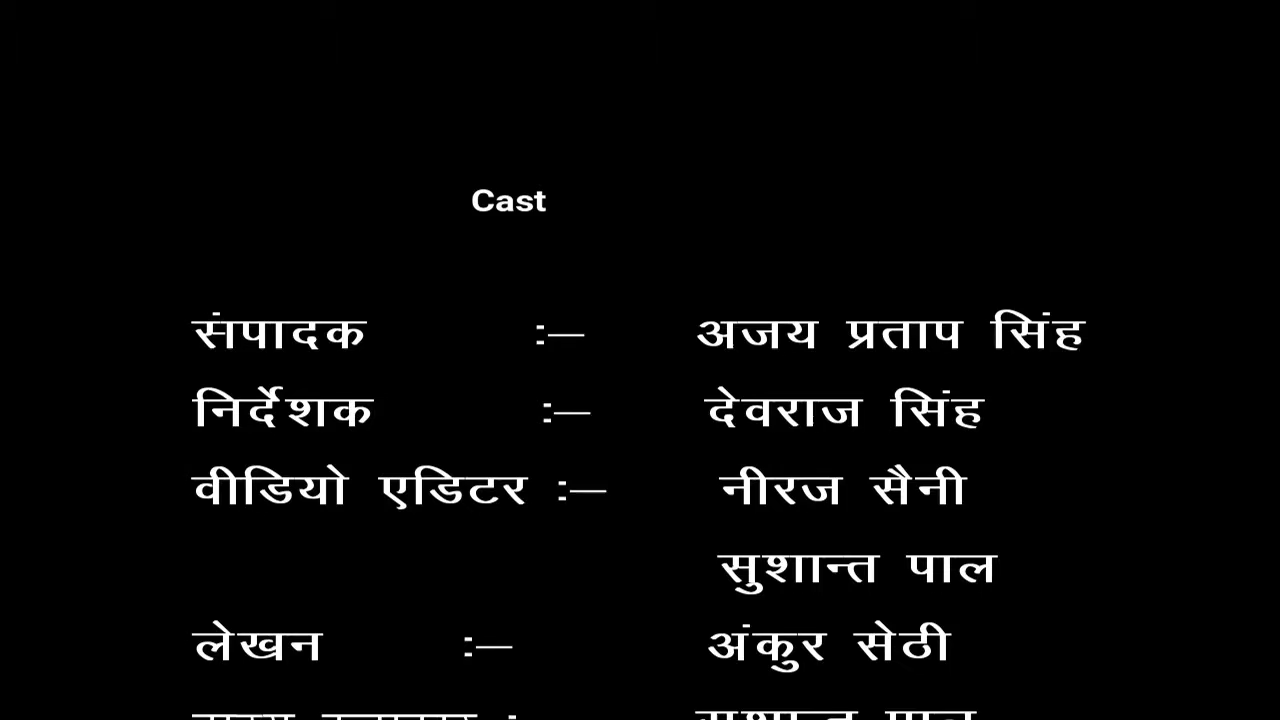 Cast
संपादक :— अजय प्रताप सिंह
निर्देशक :— देवराज सिंह
वीडियो एडिटर :— नीरज सैनी
सुशान्त पाल
लेखन :— अंकुर सेठी